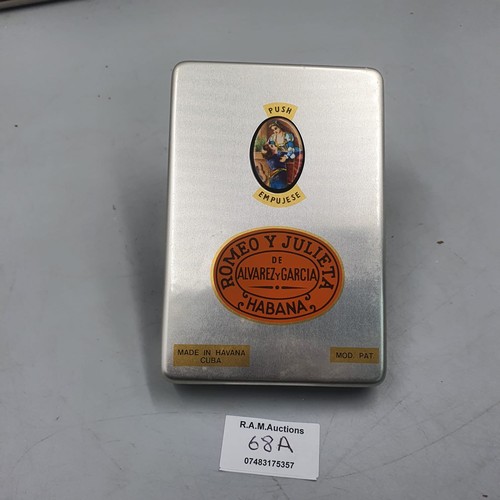 PUSH
EMPUJESE
ROMEO Y JULIETA
DE
ALVAREZ Y GARCIA
HABANA
MADE IN HAVANA
CUBA
MOD. PAT
R.A.M.Auctions
68A
07483175357